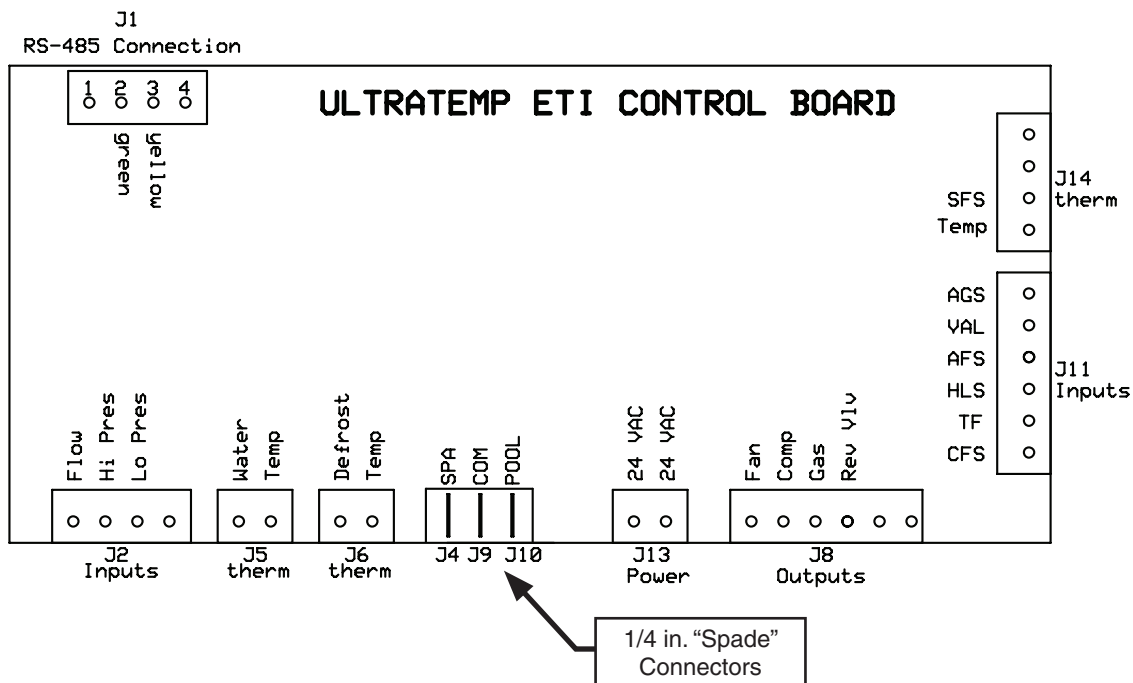 J1
RS-485 Connection
1 2 3 4
green
yellow
ULTRATEMP ETI CONTROL BOARD
SFS
Temp
J14
therm
AGS
VAL
AFS
HLS
TF
CFS
J11
Inputs
Flow
Hi Pres
Lo Pres
J2
Inputs
Water
Temp
J5
therm
Defrost
Temp
J6
therm
SPA
COM
POOL
J4 J9 J10
24 VAC
24 VAC
J13
Power
Fan
Comp
Gas
Rev Vlv
J8
Outputs
1/4 in. “Spade”
Connectors